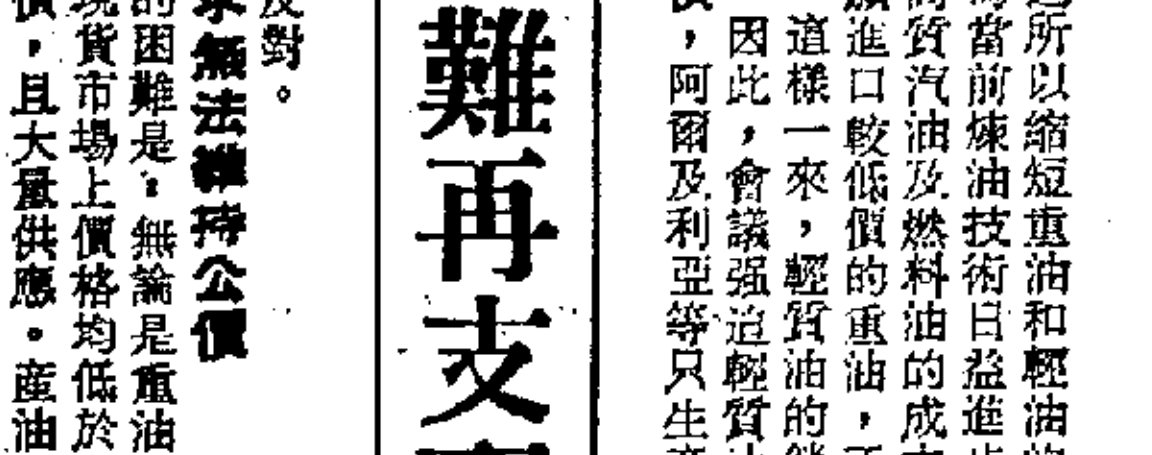 所以縮短重油和輕油
當前煉油技術日益進
質汽油及燃料油的成
進口較低價的重油，
這樣一來，輕質油的
因此，會議强迫輕質
，阿爾及利亞等只生
難再支
反對。
無法維持公價
的困難是：無論是重油
現貨市場上價格均低於
價，且大量供應。産油